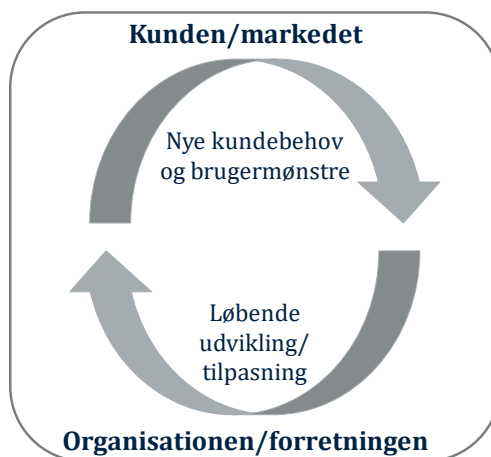 Kunden/markedet
Nye kundebehov
og brugermønstre
Løbende
udvikling/
tilpasning
Organisationen/forretningen